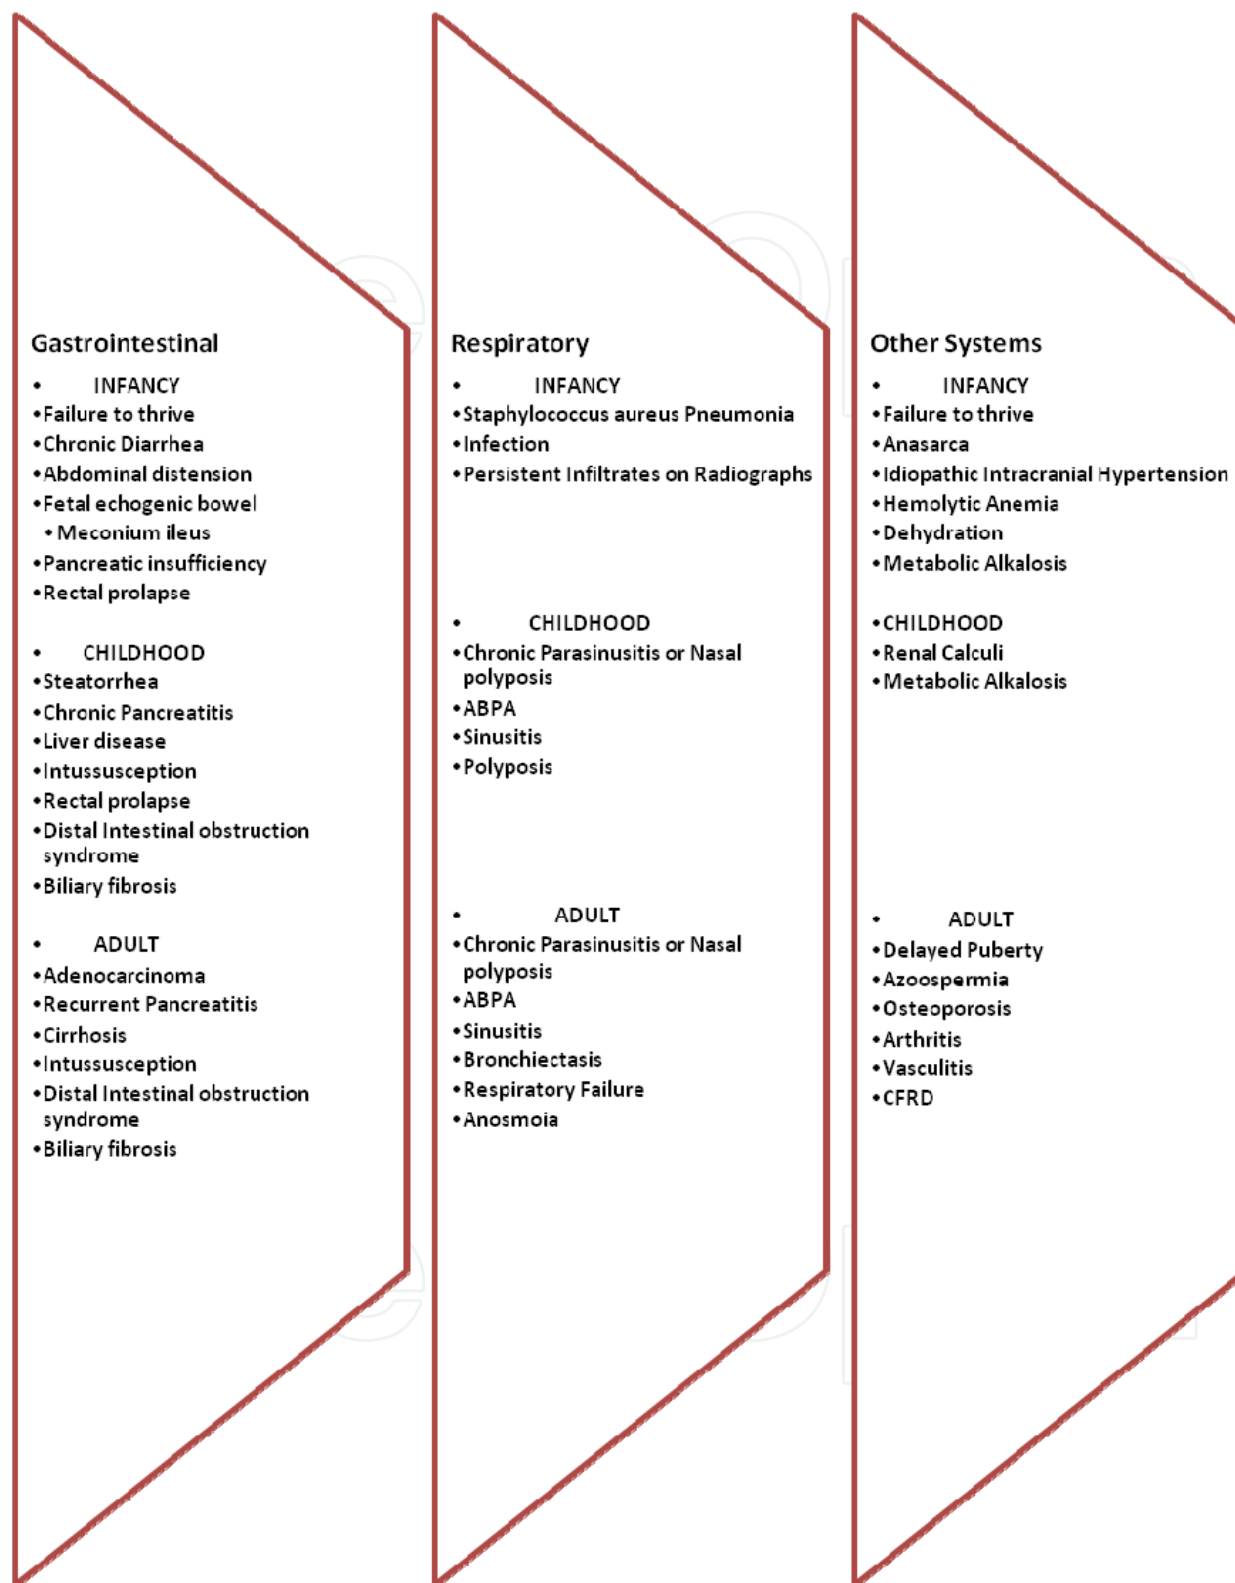 Gastrointestinal
• INFANCY
•Failure to thrive
•Chronic Diarrhea
•Abdominal distension
•Fetal echogenic bowel
• Meconium ileus
•Pancreatic insufficiency
•Rectal prolapse
• CHILDHOOD
•Steatorrhea
•Chronic Pancreatitis
•Liver disease
•Intussusception
•Rectal prolapse
•Distal Intestinal obstruction
syndrome
•Biliary fibrosis
• ADULT
•Adenocarcinoma
•Recurrent Pancreatitis
•Cirrhosis
•Intussusception
•Distal Intestinal obstruction
syndrome
•Biliary fibrosis
Respiratory
• INFANCY
•Staphylococcus aureus Pneumonia
•Infection
•Persistent Infiltrates on Radiographs
• CHILDHOOD
•Chronic Parasinusitis or Nasal
polyposis
•ABPA
•Sinusitis
•Polyposis
• ADULT
•Chronic Parasinusitis or Nasal
polyposis
•ABPA
•Sinusitis
•Bronchiectasis
•Respiratory Failure
•Anosmoia
Other Systems
• INFANCY
•Failure to thrive
•Anasarca
•Idiopathic Intracranial Hypertension
•Hemolytic Anemia
•Dehydration
•Metabolic Alkalosis
•CHILDHOOD
•Renal Calculi
•Metabolic Alkalosis
• ADULT
•Delayed Puberty
•Azoospermia
•Osteoporosis
•Arthritis
•Vasculitis
•CFRD